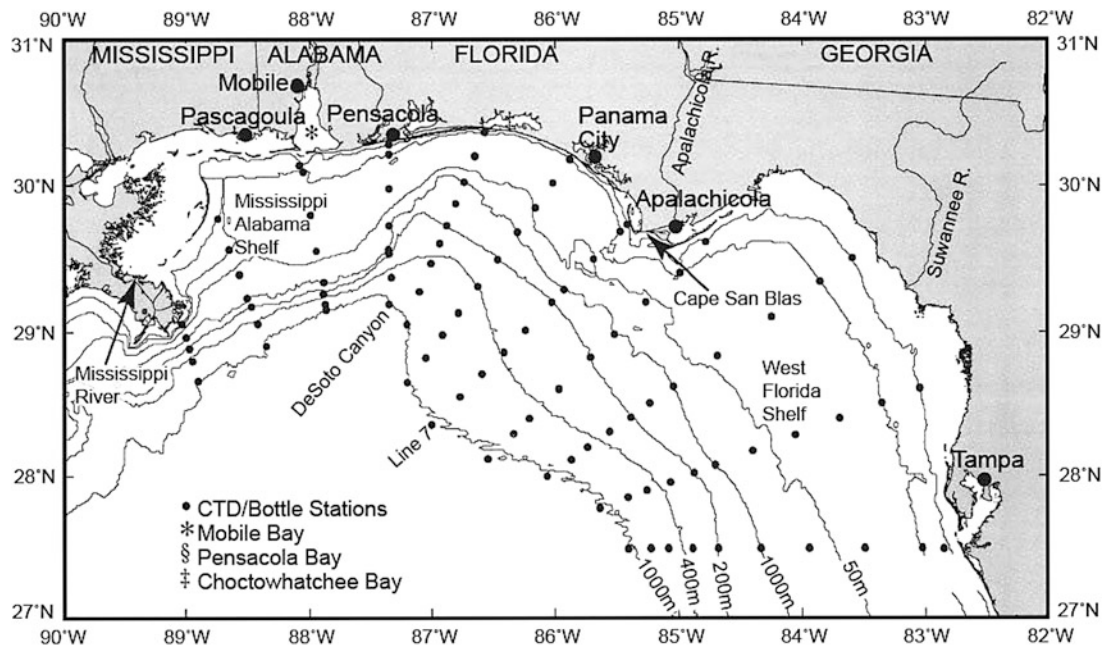 90°W 89°W 88°W 87°W 86°W 85°W 84°W 83°W 82°W
31°N 31°N
MISSISSIPPI ALABAMA FLORIDA GEORGIA
Mobile
Pascagoula
Pensacola
Panama
City
Apalachicola R.
Apalachicola
Suwannee R.
30°N 30°N
Mississippi
Alabama
Shelf
Cape San Blas
29°N 29°N
Mississippi
River
DeSoto Canyon
West
Florida
Shelf
Line 7
28°N 28°N
Tampa
CTD/Bottle Stations
* Mobile Bay
§ Pensacola Bay
‡ Choctowhatchee Bay
1000m
400m
200m
1000m
50m
27°N 27°N
90°W 89°W 88°W 87°W 86°W 85°W 84°W 83°W 82°W